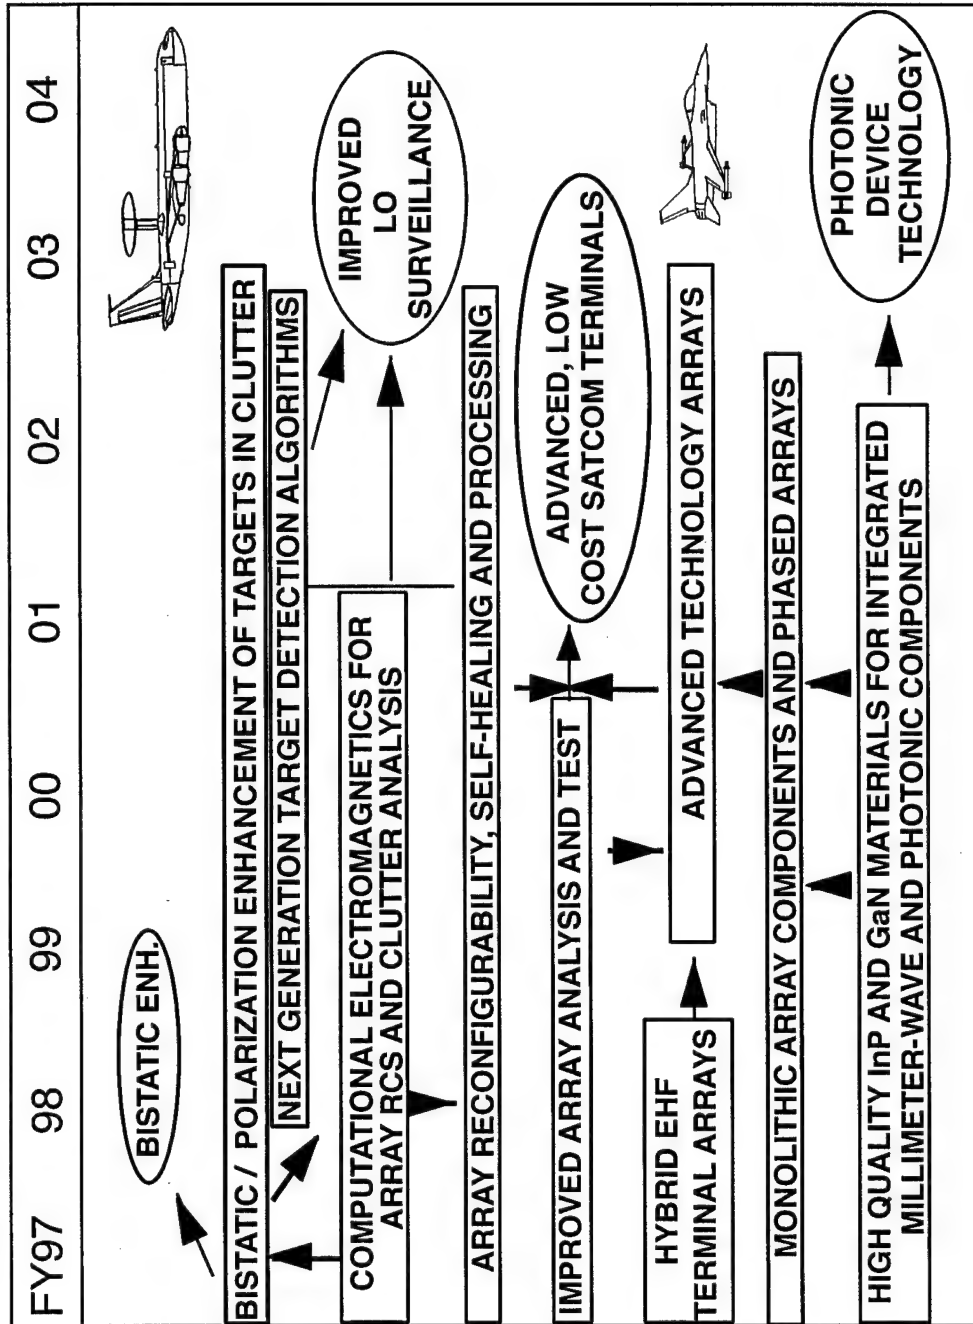 FY97 98 99 00 01 02 03 04
BISTATIC ENH.
BISTATIC / POLARIZATION ENHANCEMENT OF TARGETS IN CLUTTER
NEXT GENERATION TARGET DETECTION ALGORITHMS
IMPROVED
LO
SURVEILLANCE
COMPUTATIONAL ELECTROMAGNETICS FOR
ARRAY RCS AND CLUTTER ANALYSIS
ARRAY RECONFIGURABILITY, SELF-HEALING AND PROCESSING
ADVANCED, LOW
COST SATCOM TERMINALS
IMPROVED ARRAY ANALYSIS AND TEST
HYBRID EHF
TERMINAL ARRAYS
ADVANCED TECHNOLOGY ARRAYS
MONOLITHIC ARRAY COMPONENTS AND PHASED ARRAYS
HIGH QUALITY InP AND GaN MATERIALS FOR INTEGRATED
MILLIMETER-WAVE AND PHOTONIC COMPONENTS
PHOTONIC
DEVICE
TECHNOLOGY